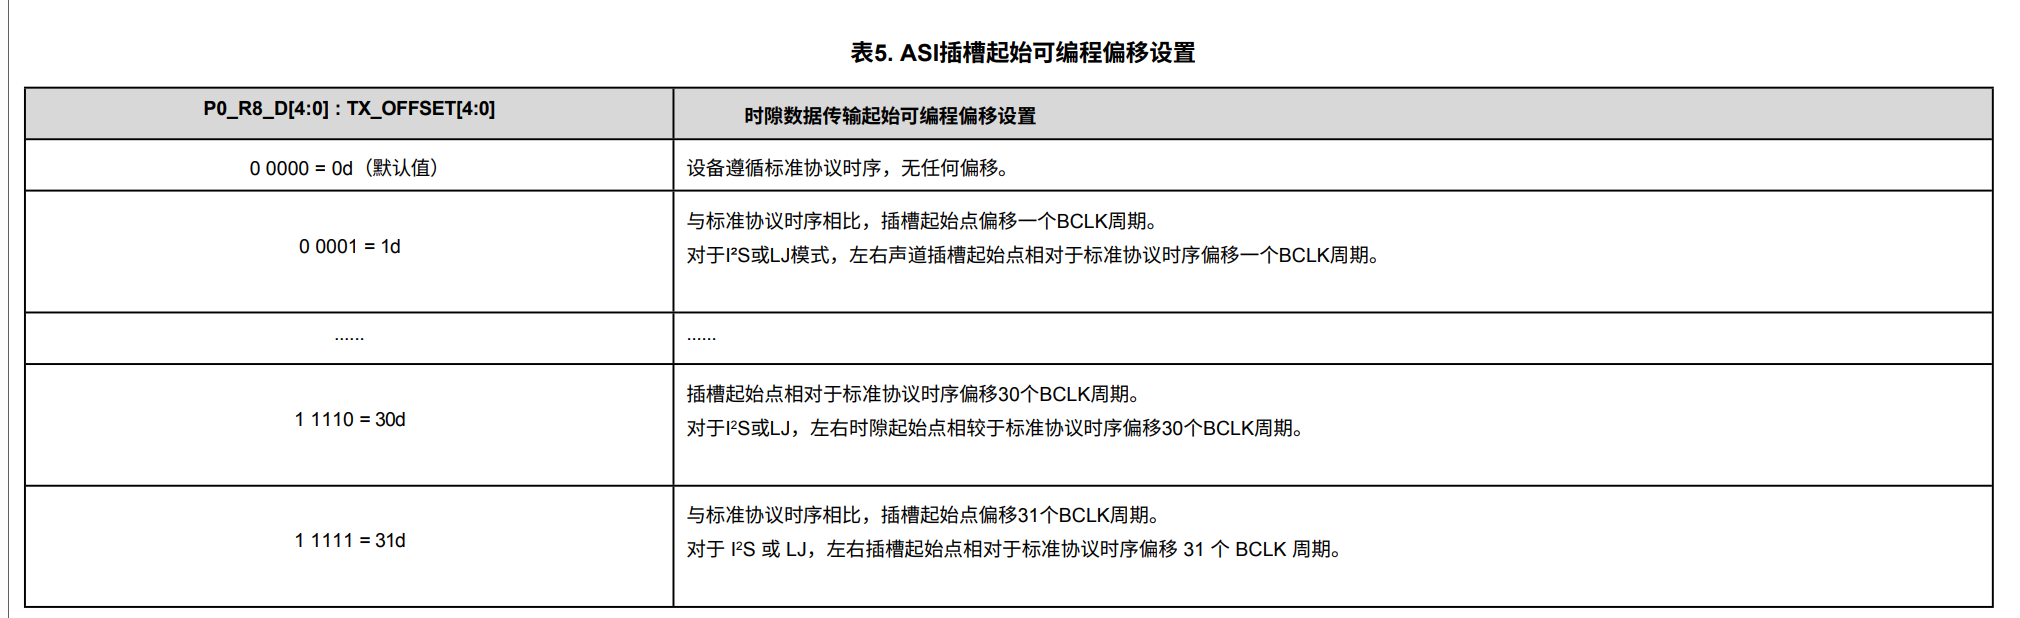 表5. ASI插槽起始可编程偏移设置
P0_R8_D[4:0] : TX_OFFSET[4:0]
时隙数据传输起始可编程偏移设置
0 0000 = 0d（默认值）
设备遵循标准协议时序，无任何偏移。
0 0001 = 1d
与标准协议时序相比，插槽起始点偏移一个BCLK周期。
对于I²S或LJ模式，左右声道插槽起始点相对于标准协议时序偏移一个BCLK周期。
......
......
1 1110 = 30d
插槽起始点相对于标准协议时序偏移30个BCLK周期。
对于I²S或LJ，左右时隙起始点相较于标准协议时序偏移30个BCLK周期。
1 1111 = 31d
与标准协议时序相比，插槽起始点偏移31个BCLK周期。
对于 I²S 或 LJ，左右插槽起始点相对于标准协议时序偏移 31 个 BCLK 周期。